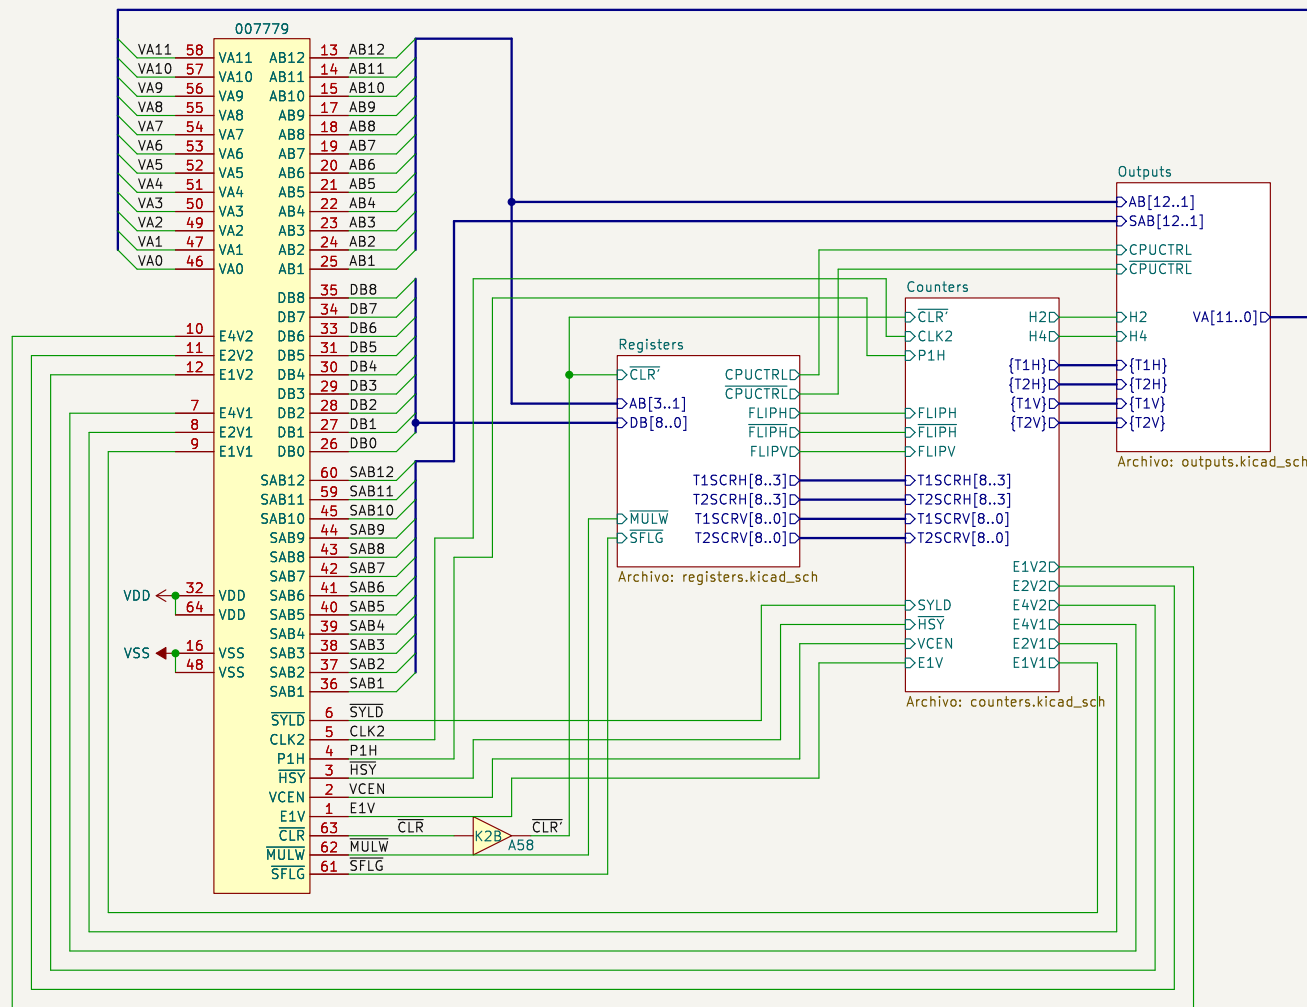 007779
VA11 58 VA11 AB12 13 AB12
VA10 57 VA10 AB11 14 AB11
VA9 56 VA9 AB10 15 AB10
VA8 55 VA8 AB9 17 AB9
VA7 54 VA7 AB8 18 AB8
VA6 53 VA6 AB7 19 AB7
VA5 52 VA5 AB6 20 AB6
VA4 51 VA4 AB5 21 AB5
VA3 50 VA3 AB4 22 AB4
VA2 49 VA2 AB3 23 AB3
VA1 47 VA1 AB2 24 AB2
VA0 46 VA0 AB1 25 AB1
DB8 35 DB8
DB7 34 DB7
10 E4V2 DB6 33 DB6
11 E2V2 DB5 31 DB5
12 E1V2 DB4 30 DB4
DB3 29 DB3
7 E4V1 DB2 28 DB2
8 E2V1 DB1 27 DB1
9 E1V1 DB0 26 DB0
SAB12 60 SAB12
SAB11 59 SAB11
SAB10 45 SAB10
SAB9 44 SAB9
SAB8 43 SAB8
SAB7 42 SAB7
VDD 32 VDD SAB6 41 SAB6
64 VDD SAB5 40 SAB5
SAB4 39 SAB4
VSS 16 VSS SAB3 38 SAB3
48 VSS SAB2 37 SAB2
SAB1 36 SAB1
SYLD 6 SYLD
CLK2 5 CLK2
P1H 4 P1H
HSY 3 HSY
VCEN 2 VCEN
E1V 1 E1V
CLR 63 CLR K2B CLR'
A58
MULW 62 MULW
SFLG 61 SFLG
Registers
CLR' CPUCTRL
CPUCTRL
AB[3..1]
FLIPH
DB[8..0]
FLIPH
FLIPV
T1SCRH[8..3]
T2SCRH[8..3]
MULW T1SCRV[8..0]
SFLG T2SCRV[8..0]
Archivo: registers.kicad_sch
Counters
CLR' H2
CLK2 H4
P1H
{T1H}
{T2H}
{T1V}
FLIPH
{T2V}
FLIPH
FLIPV
T1SCRH[8..3]
T2SCRH[8..3]
T1SCRV[8..0]
T2SCRV[8..0]
E1V2
E2V2
SYLD E4V2
HSY E4V1
VCEN E2V1
E1V E1V1
Archivo: counters.kicad_sch
Outputs
AB[12..1]
SAB[12..1]
CPUCTRL
CPUCTRL
H2 VA[11..0]
H4
{T1H}
{T2H}
{T1V}
{T2V}
Archivo: outputs.kicad_sch